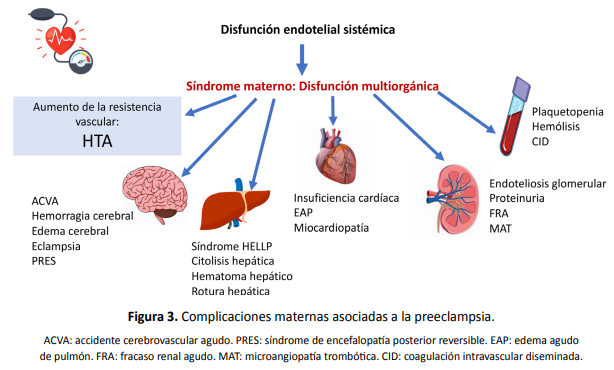 Disfunción endotelial sistémica
Síndrome materno: Disfunción multiorgánica
Aumento de la resistencia
vascular:
HTA
ACVA
Hemorragia cerebral
Edema cerebral
Eclampsia
PRES
Síndrome HELLP
Citolisis hepática
Hematoma hepático
Rotura hepática
Insuficiencia cardíaca
EAP
Miocardiopatía
Endoteliosis glomerular
Proteinuria
FRA
MAT
Plaquetopenia
Hemólisis
CID
Figura 3. Complicaciones maternas asociadas a la preeclampsia.
ACVA: accidente cerebrovascular agudo. PRES: síndrome de encefalopatía posterior reversible. EAP: edema agudo
de pulmón. FRA: fracaso renal agudo. MAT: microangiopatía trombótica. CID: coagulación intravascular diseminada.